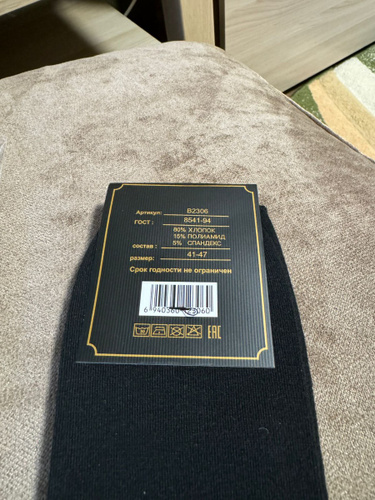 Артикул: B2306
ГОСТ : 8541-94
80% ХЛОПОК
15% ПОЛИАМИД
состав : 5% СПАНДЕКС
размер: 41-47
Срок годности не ограничен
EAC